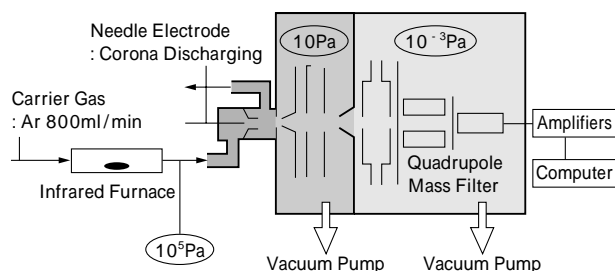 Needle Electrode
: Corona Discharging
10Pa
10⁻³Pa
Carrier Gas
: Ar 800ml/min
Amplifiers
Quadrupole
Mass Filter
Computer
Infrared Furnace
10⁵Pa
Vacuum Pump
Vacuum Pump